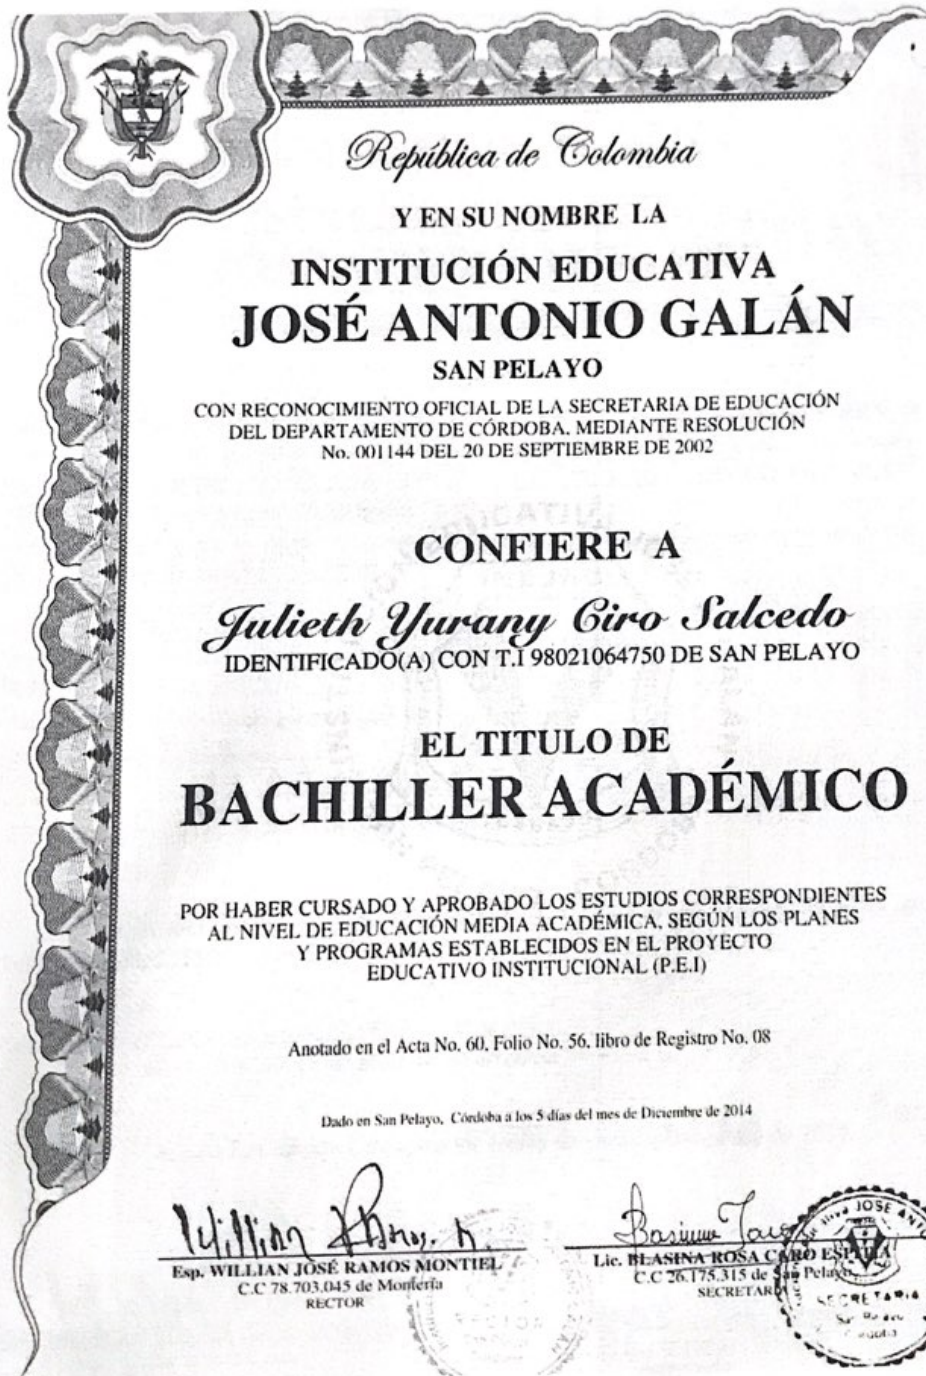 República de Colombia
Y EN SU NOMBRE LA
INSTITUCIÓN EDUCATIVA
JOSÉ ANTONIO GALÁN
SAN PELAYO
CON RECONOCIMIENTO OFICIAL DE LA SECRETARIA DE EDUCACIÓN
DEL DEPARTAMENTO DE CÓRDOBA. MEDIANTE RESOLUCIÓN
No. 001144 DEL 20 DE SEPTIEMBRE DE 2002
CONFIERE A
Julieth Yurany Ciro Salcedo
IDENTIFICADO(A) CON T.I 98021064750 DE SAN PELAYO
EL TITULO DE
BACHILLER ACADÉMICO
POR HABER CURSADO Y APROBADO LOS ESTUDIOS CORRESPONDIENTES
AL NIVEL DE EDUCACIÓN MEDIA ACADÉMICA, SEGÚN LOS PLANES
Y PROGRAMAS ESTABLECIDOS EN EL PROYECTO
EDUCATIVO INSTITUCIONAL (P.E.I)
Anotado en el Acta No. 60, Folio No. 56, libro de Registro No. 08
Dado en San Pelayo, Córdoba a los 5 días del mes de Diciembre de 2014
Esp. WILLIAN JOSÉ RAMOS MONTIEL
C.C 78.703.045 de Montería
RECTOR
Lic. BLASINA ROSA CARO ESPITIA
C.C 26.175.315 de San Pelayo
SECRETARIA
JOSE ANT
SECRETARIA